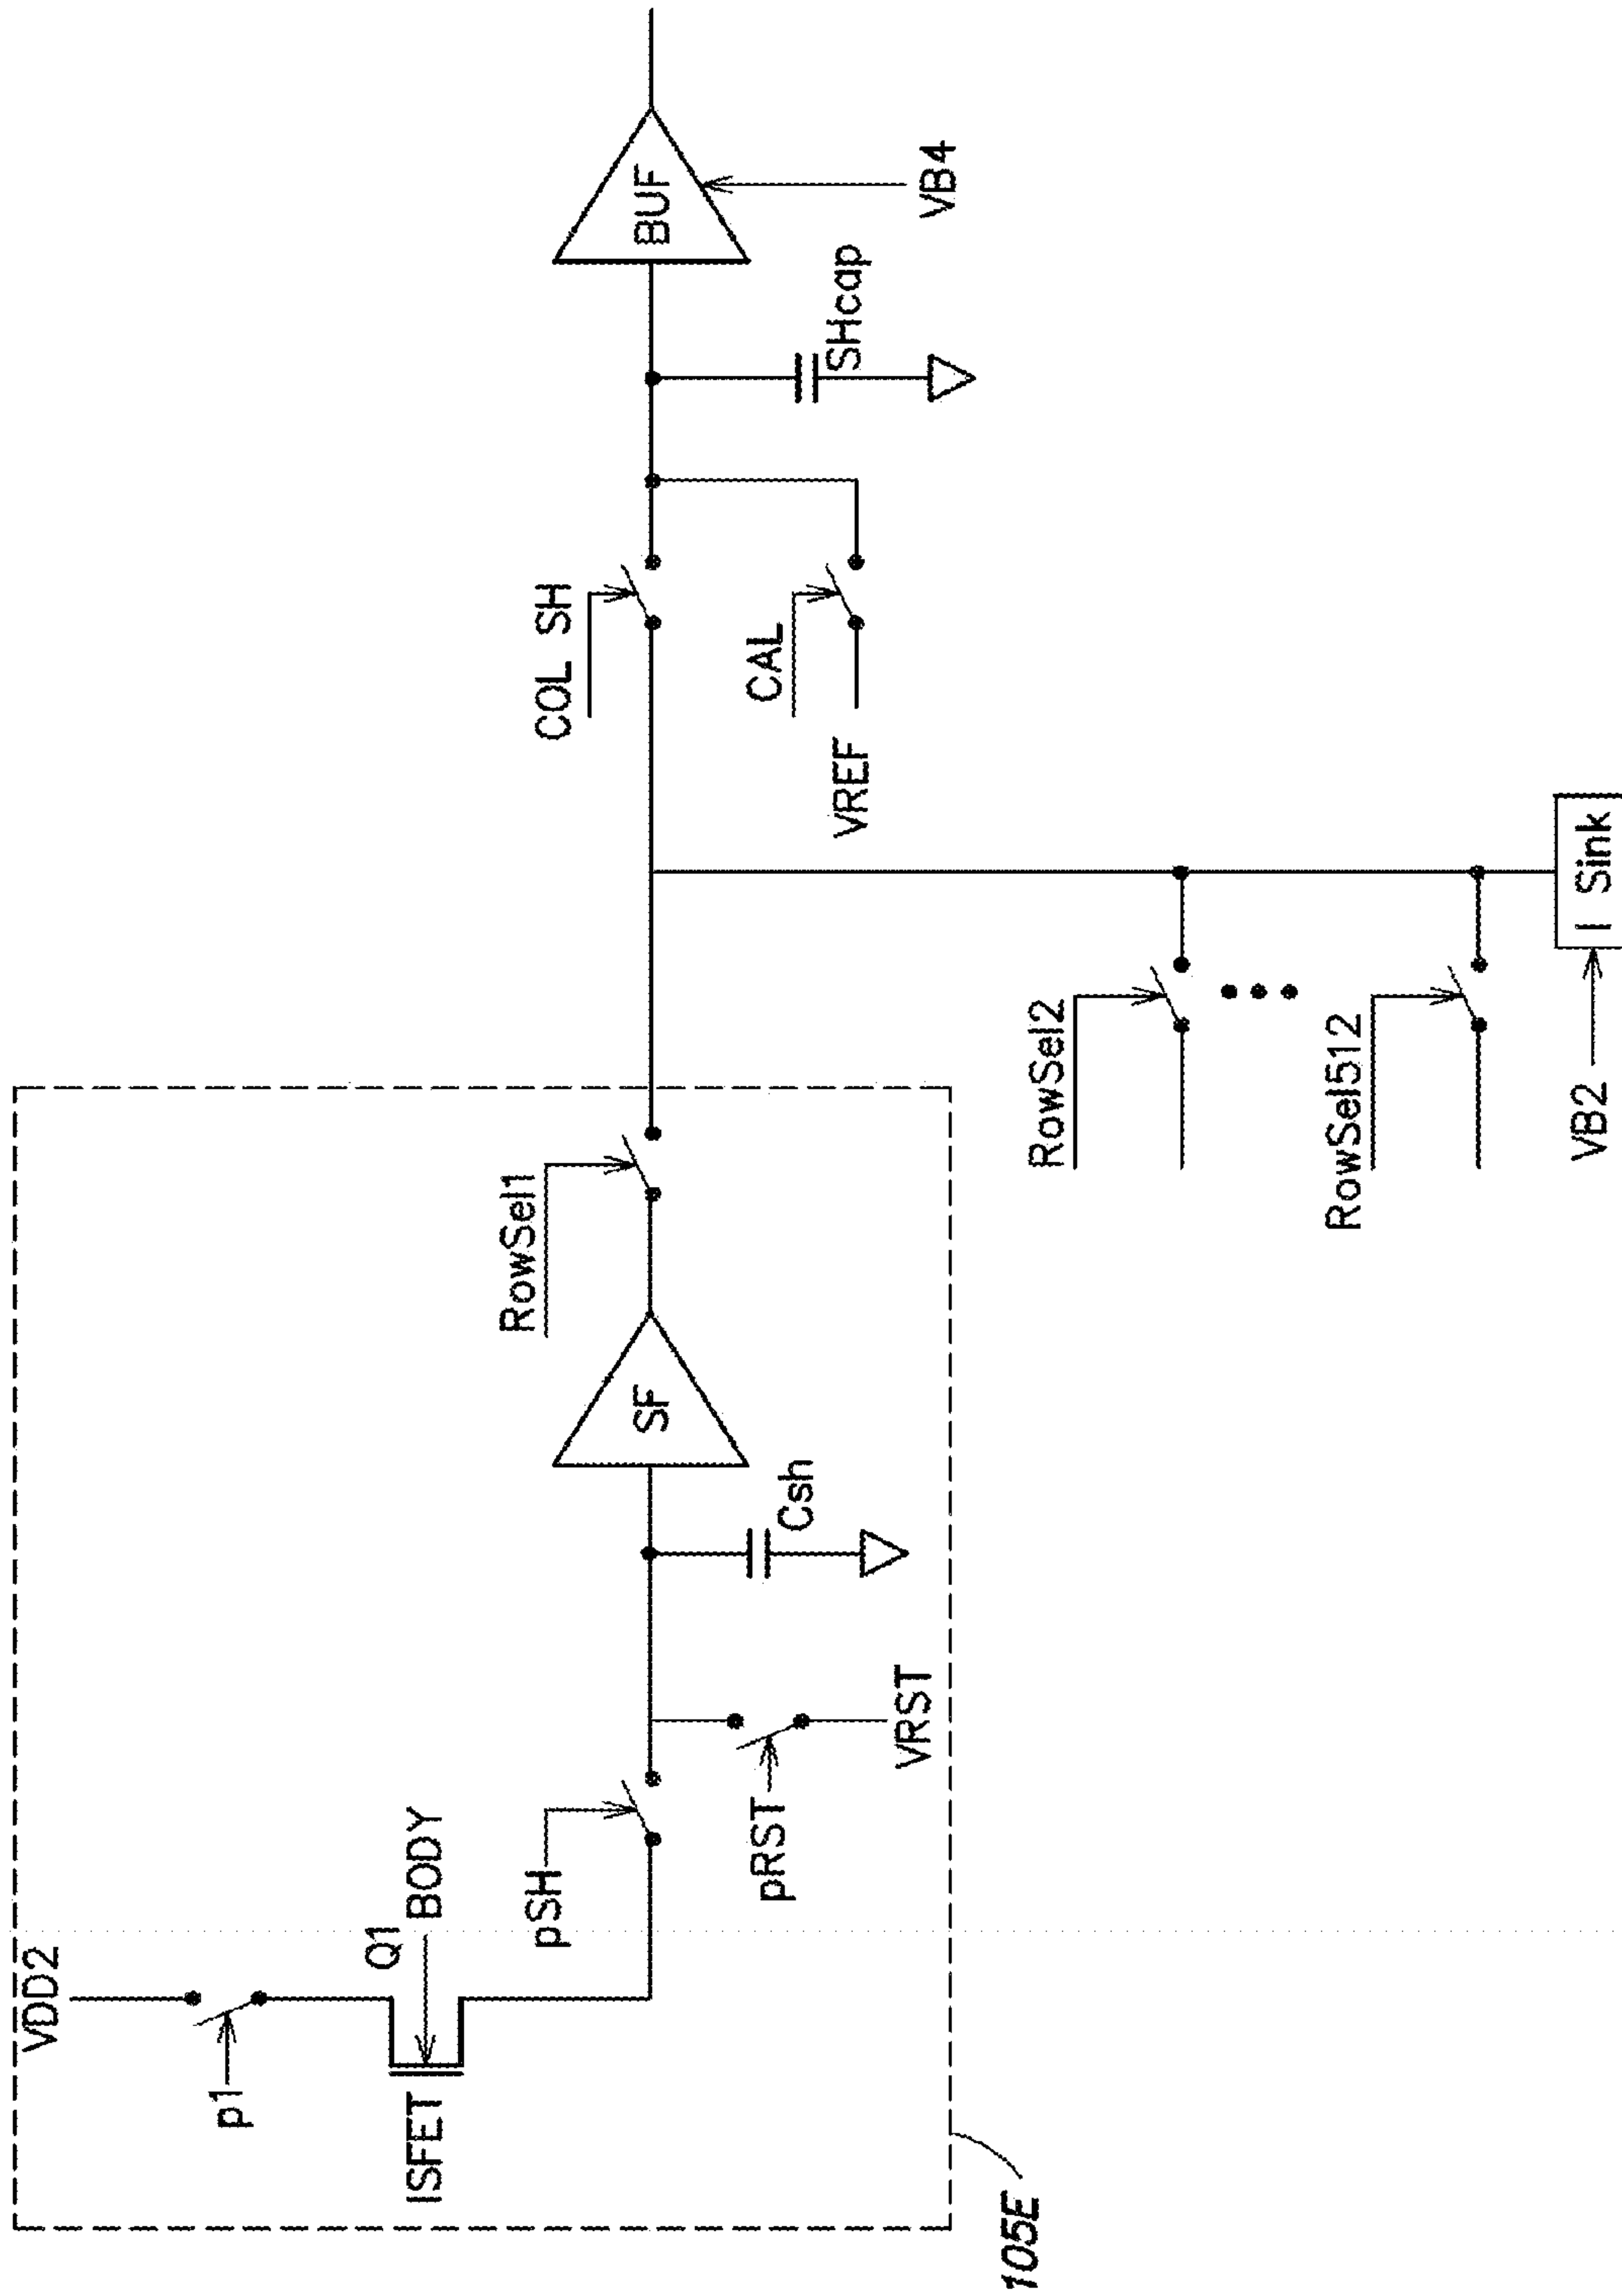 VDD2
p1
Q1
ISFET
BODY
pSH
pRST
VRST
Csh
SF
RowSel1
RowSel2
RowSel512
VB2
I Sink
COL SH
CAL
VREF
SHcap
BUF
VB4
105E